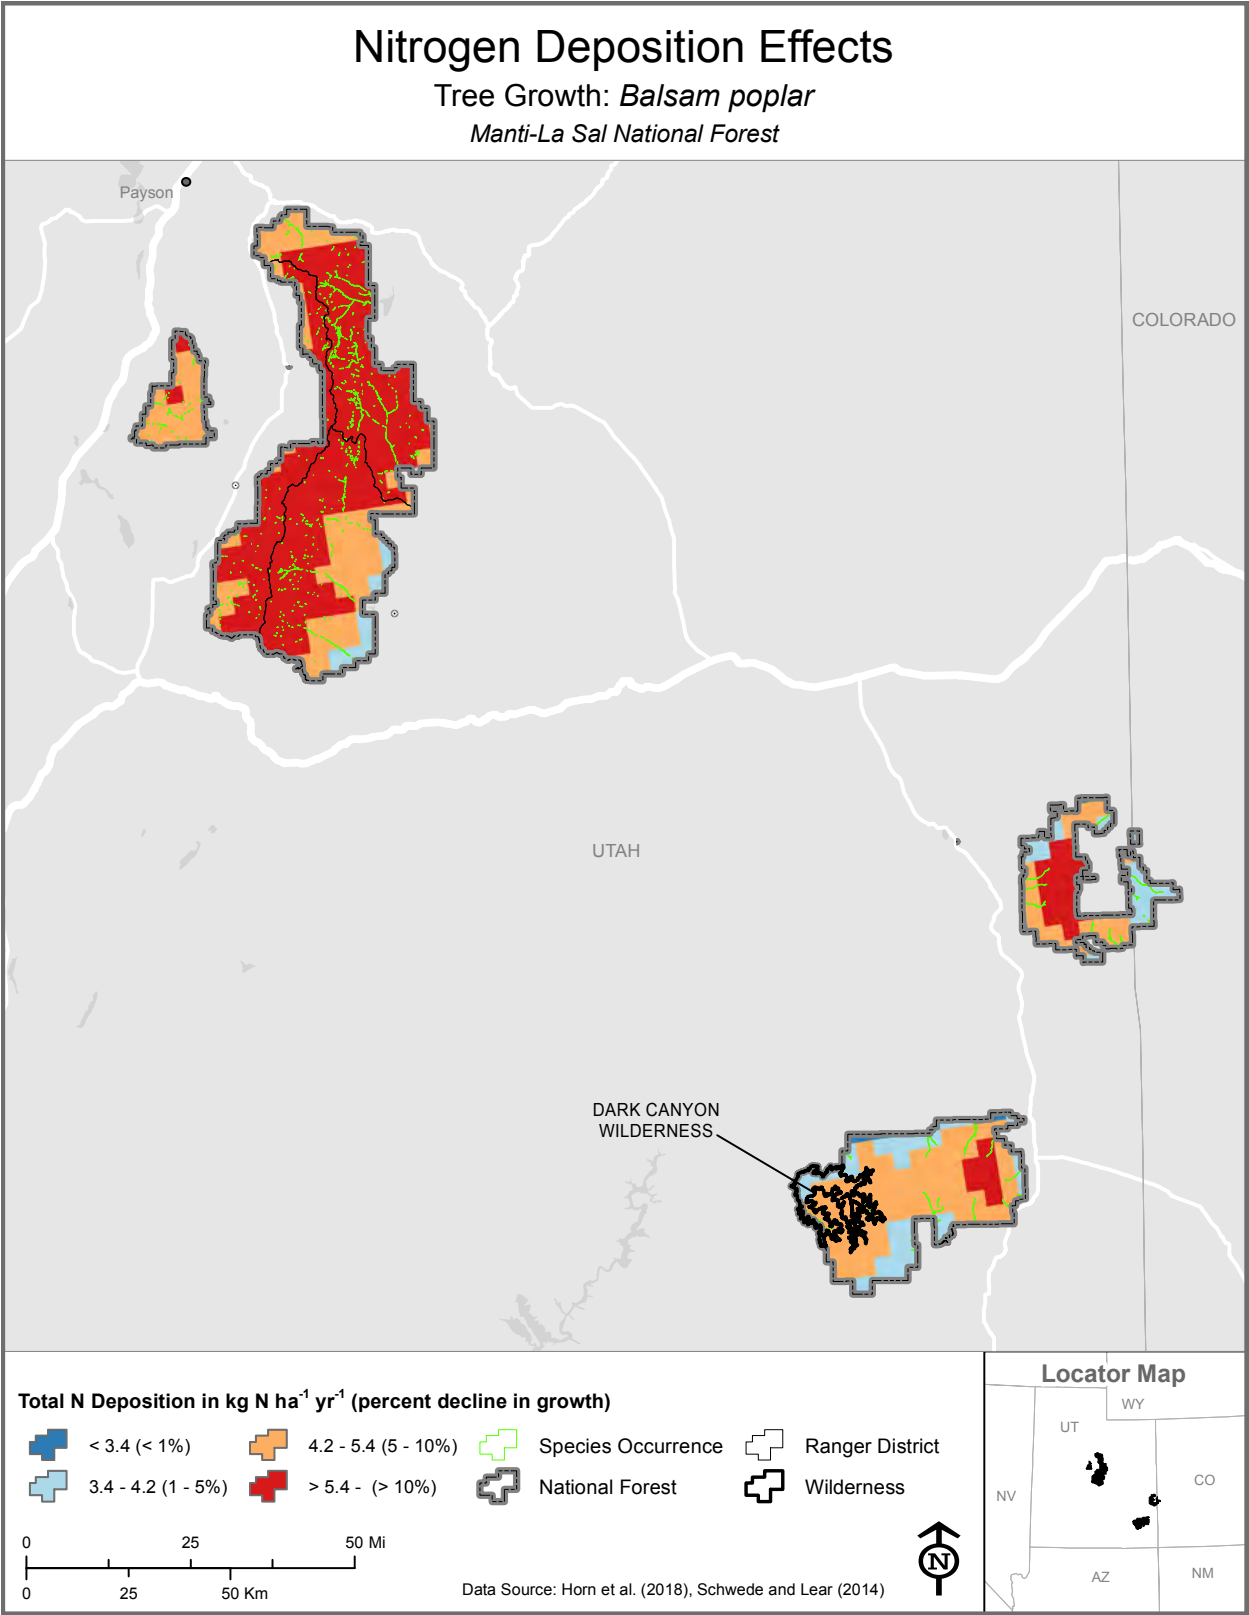 Nitrogen Deposition Effects
Tree Growth: Balsam poplar
Manti-La Sal National Forest
Payson
COLORADO
UTAH
DARK CANYON
WILDERNESS
Total N Deposition in kg N ha⁻¹ yr⁻¹ (percent decline in growth)
< 3.4 (< 1%)
4.2 - 5.4 (5 - 10%)
Species Occurrence
Ranger District
3.4 - 4.2 (1 - 5%)
> 5.4 - (> 10%)
National Forest
Wilderness
0 25 50 Mi
0 25 50 Km
Data Source: Horn et al. (2018), Schwede and Lear (2014)
N
Locator Map
WY
UT
CO
NV
AZ
NM